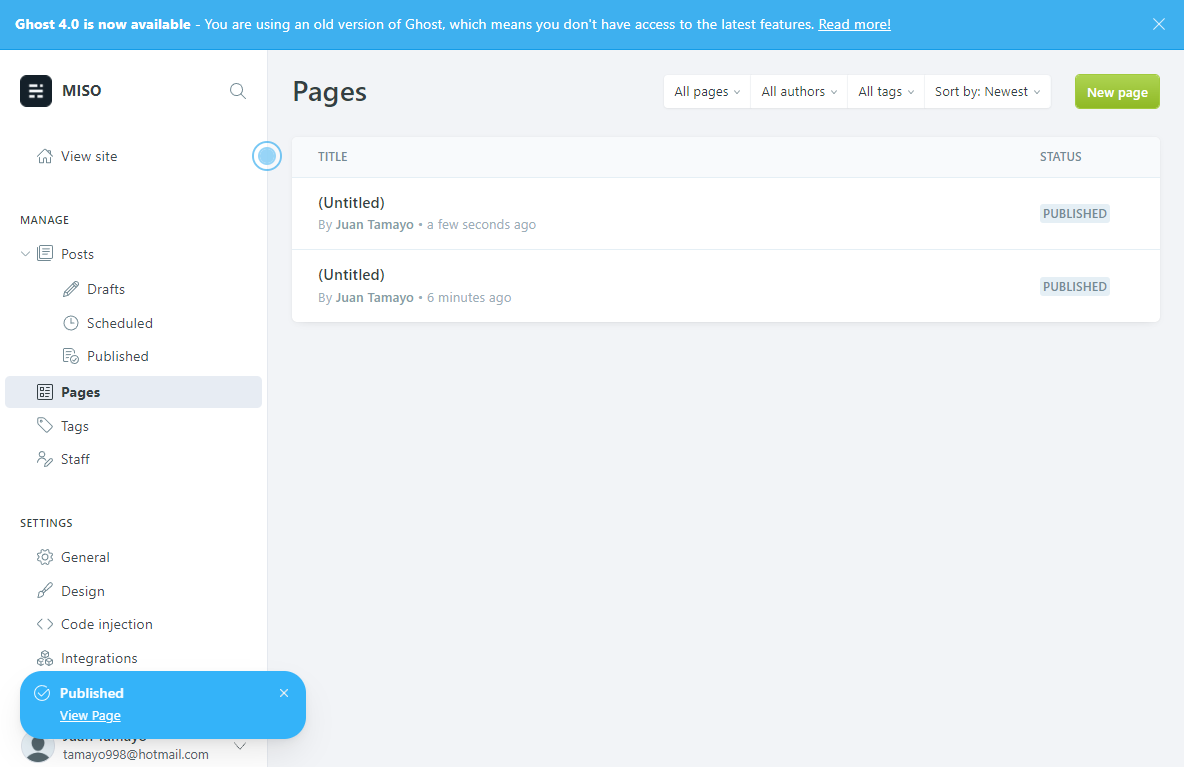 Ghost 4.0 is now available - You are using an old version of Ghost, which means you don't have access to the latest features. Read more!
MISO
View site
MANAGE
Posts
Drafts
Scheduled
Published
Pages
Tags
Staff
SETTINGS
General
Design
Code injection
Integrations
Published
View Page
Juan Tamayo
tamayo998@hotmail.com
Pages
All pages
All authors
All tags
Sort by: Newest
New page
TITLE
STATUS
(Untitled)
By Juan Tamayo • a few seconds ago
PUBLISHED
(Untitled)
By Juan Tamayo • 6 minutes ago
PUBLISHED